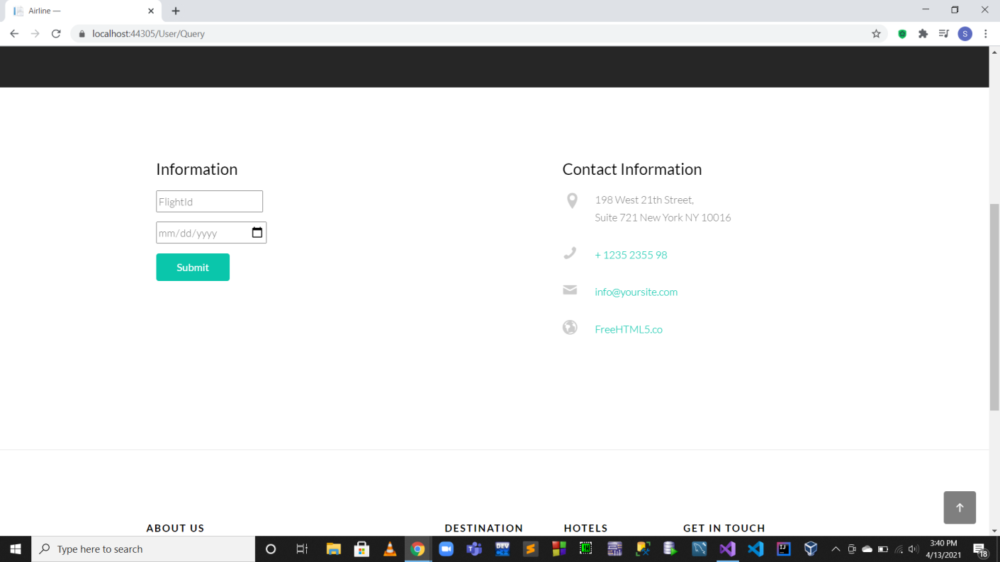 Airline —
localhost:44305/User/Query
S
Information
FlightId
mm/dd/yyyy
Submit
Contact Information
198 West 21th Street,
Suite 721 New York NY 10016
+ 1235 2355 98
info@yoursite.com
FreeHTML5.co
ABOUT US
DESTINATION
HOTELS
GET IN TOUCH
Type here to search
DEV
IJ
3:40 PM
4/13/2021
18